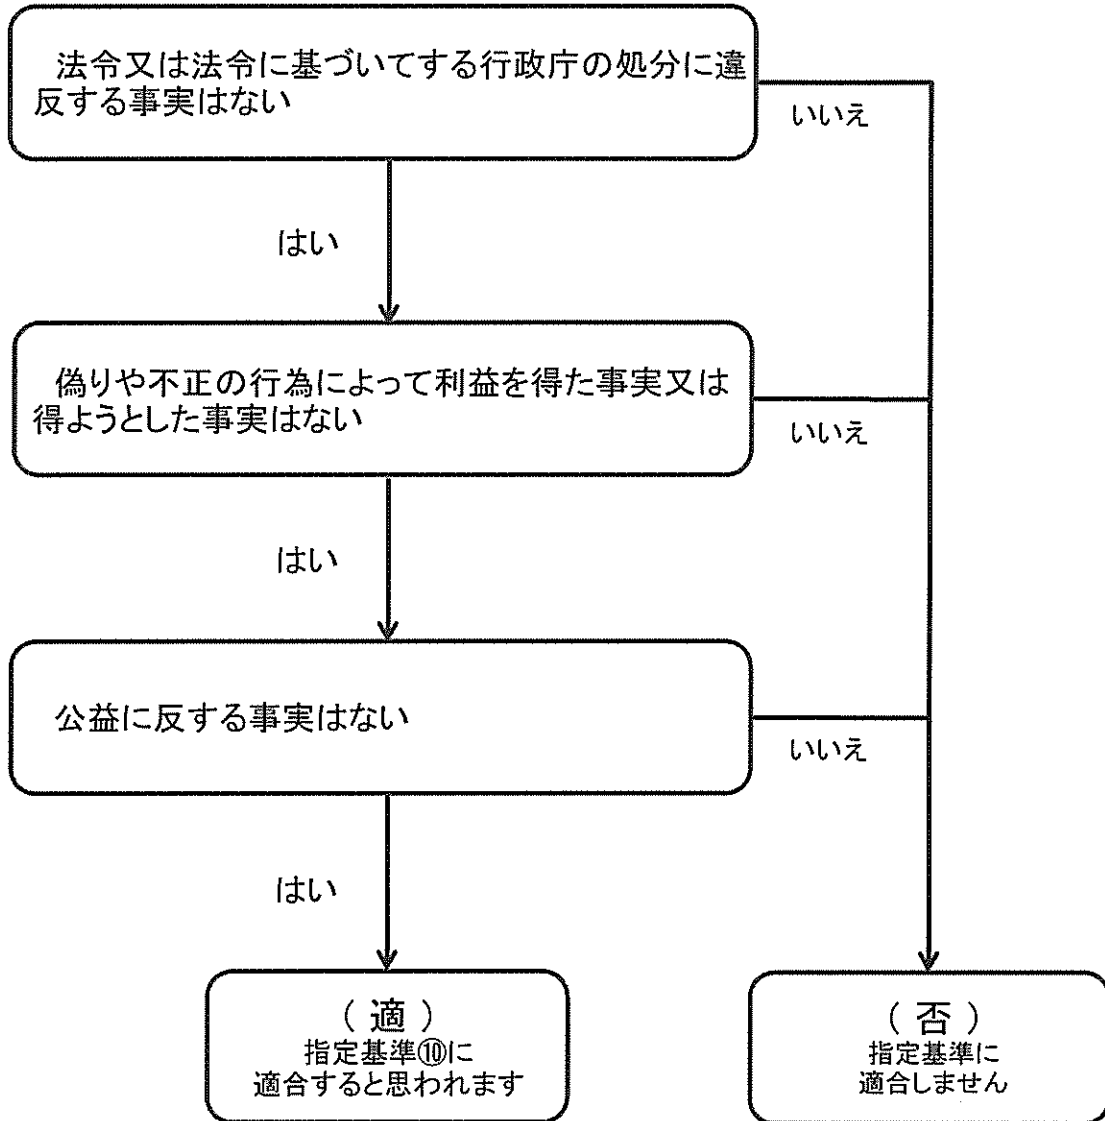 法令又は法令に基づいてする行政庁の処分に違
反する事実はない
いいえ
はい
偽りや不正の行為によって利益を得た事実又は
得ようとした事実はない
いいえ
はい
公益に反する事実はない
いいえ
はい
（ 適 ）
指定基準⑩に
適合すると思われます
（ 否 ）
指定基準に
適合しません